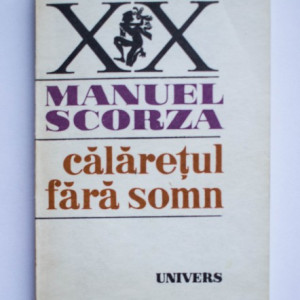 XX
MANUEL
SCORZA
călărețul
fără somn
UNIVERS